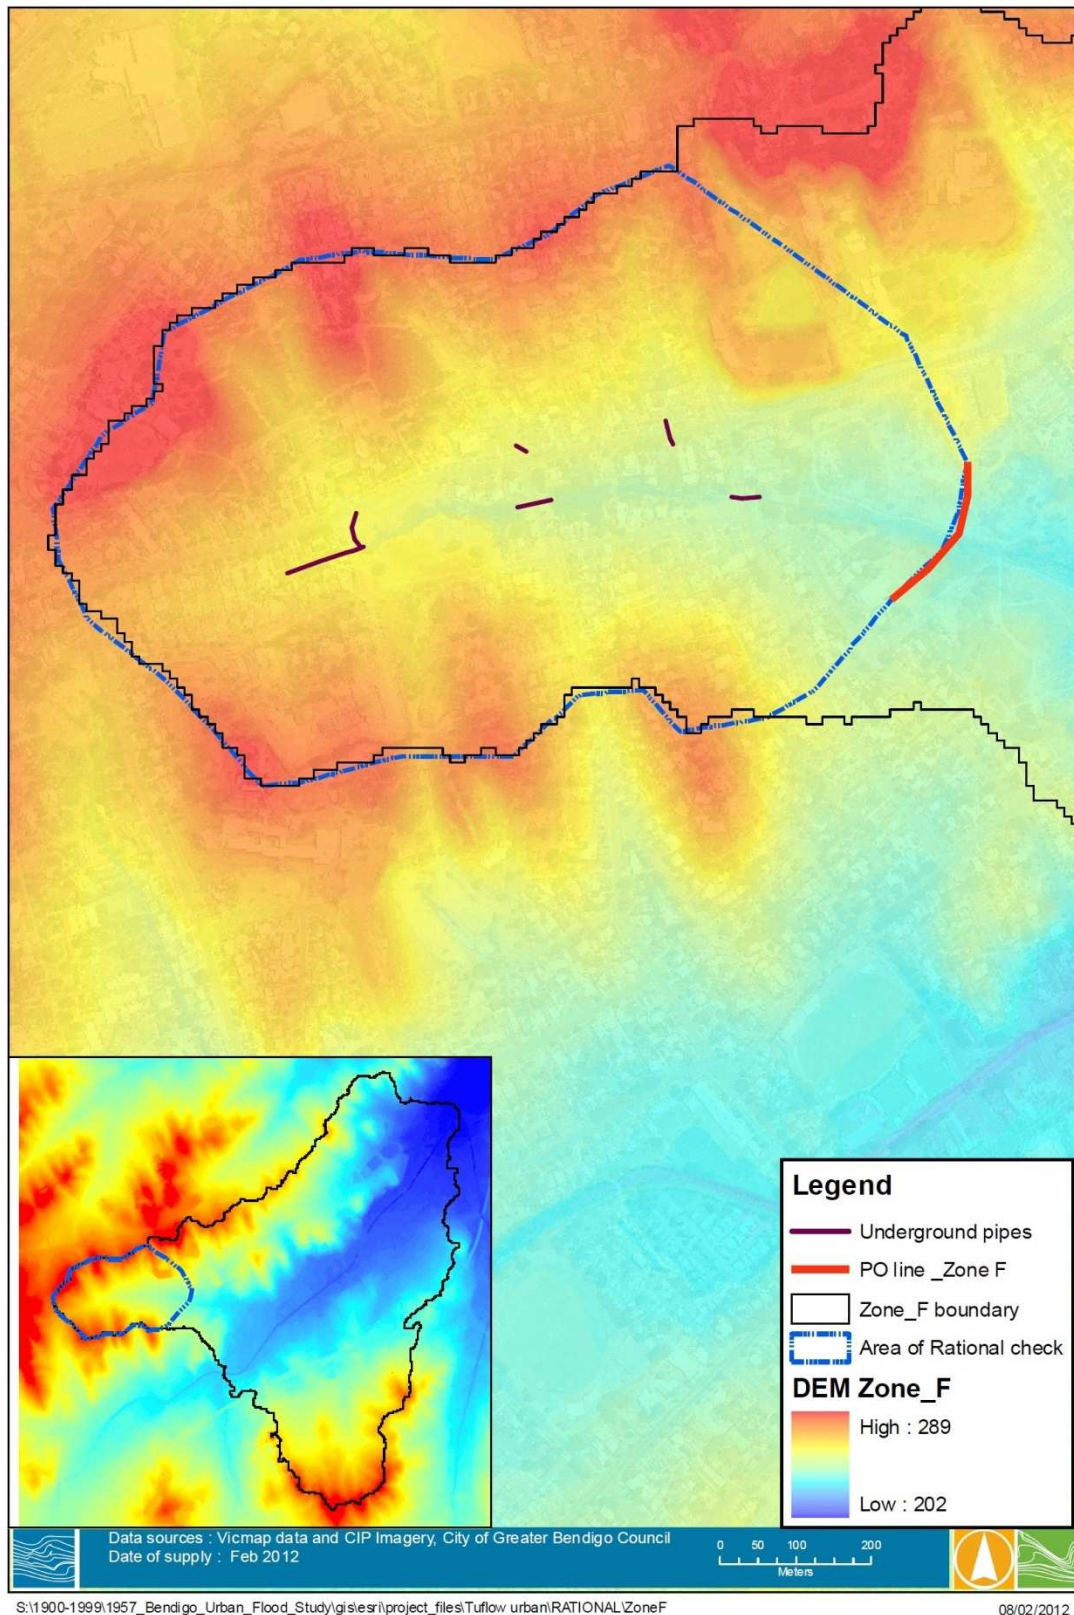 Legend
Underground pipes
PO line _Zone F
Zone_F boundary
Area of Rational check
DEM Zone_F
High : 289
Low : 202
Data sources : Vicmap data and CIP Imagery, City of Greater Bendigo Council
Date of supply : Feb 2012
0 50 100 200
Meters
S:\1900-1999\1957_Bendigo_Urban_Flood_Study\gis\esri\project_files\Tuflow urban\RATIONAL\ZoneF
08/02/2012